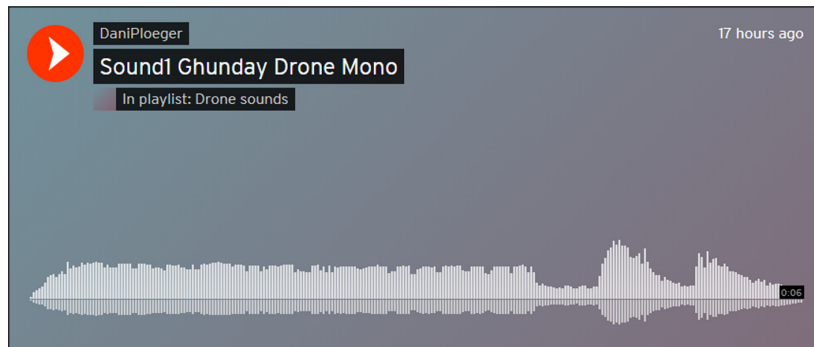 DaniPloeger
17 hours ago
Sound1 Ghunday Drone Mono
In playlist: Drone sounds
0:06